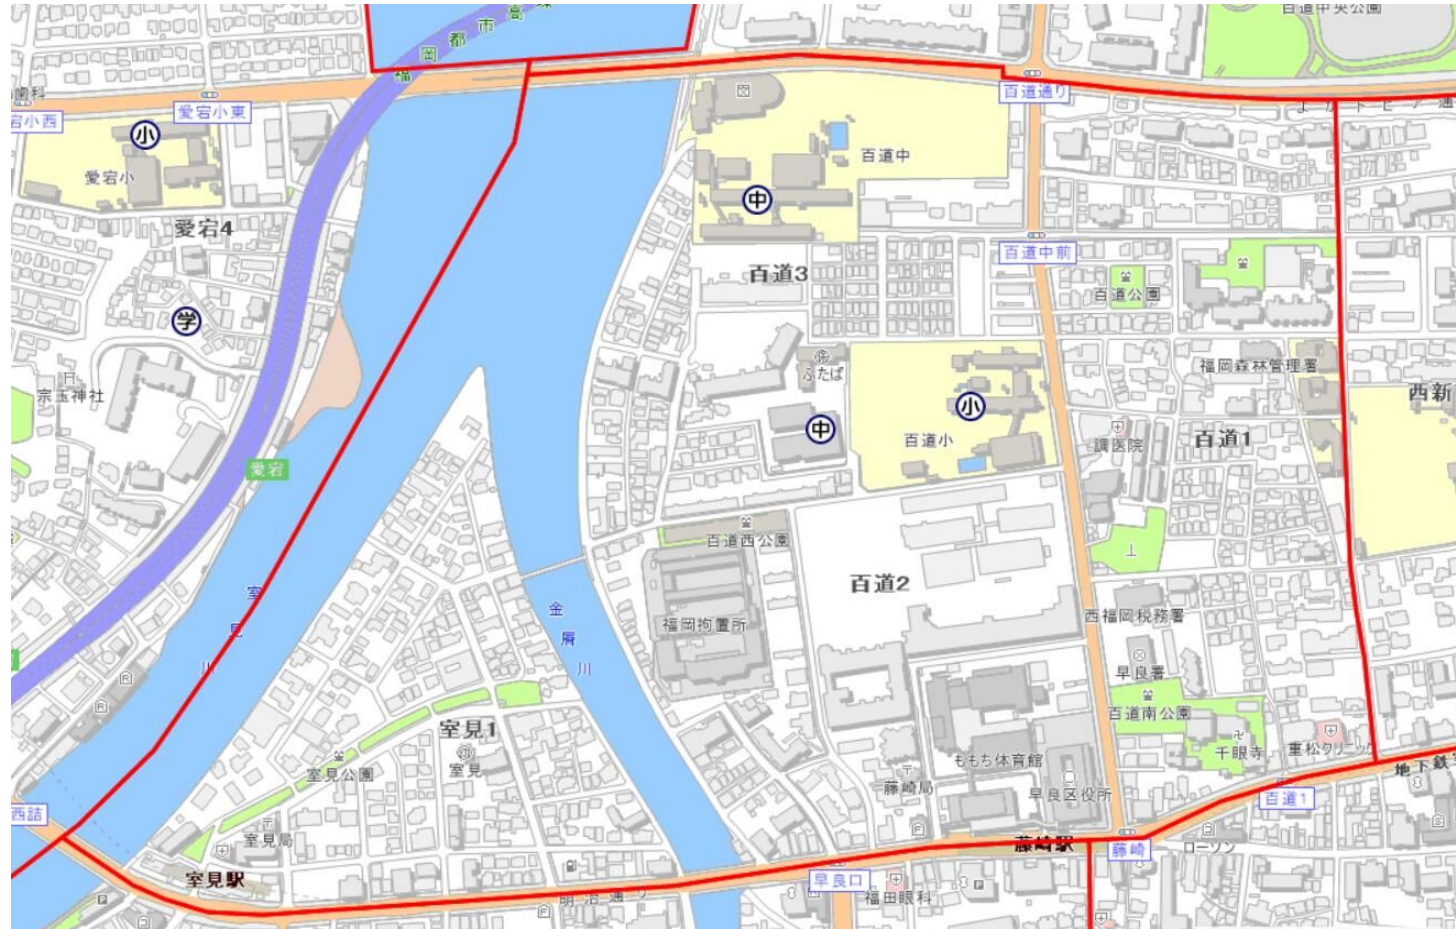 百道中央公園
福岡都市高
歯科
愛宕小東
百道通り
宕小西
小
愛宕小
百道中
中
愛宕4
百道中前
百道3
百道公園
学
福岡森林管理署
ふたば
宗玉神社
西新
小
百道小
中
百道1
調医院
愛宕
百道西公園
百道2
室見川
金屑川
福岡拘置所
西福岡税務署
早良署
百道南公園
室見1
千眼寺
重松クリニック
室見
ももち体育館
室見公園
地下鉄
藤崎局
早良区役所
百道1
西詰
室見局
藤崎駅
藤崎
ローソン
室見駅
早良口
明治通り
福田眼科